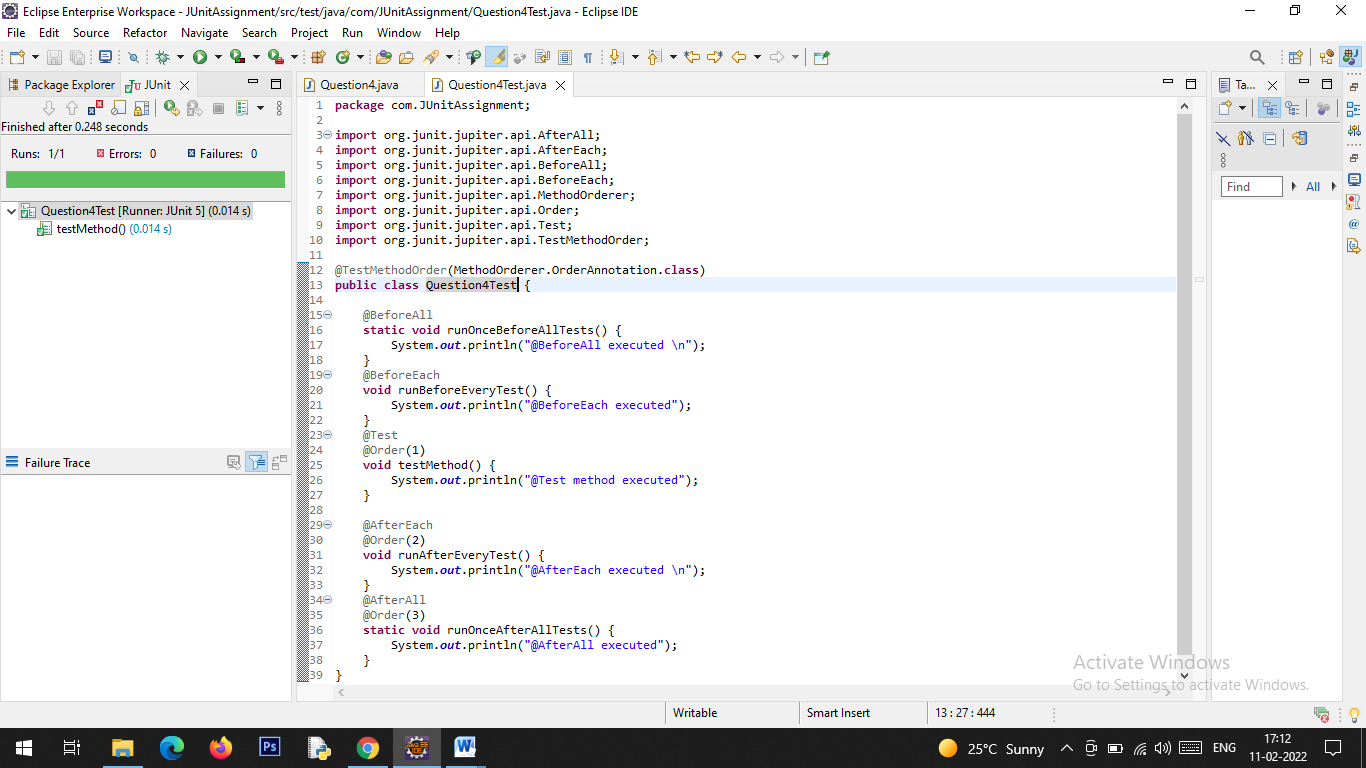 Eclipse Enterprise Workspace - JUnitAssignment/src/test/java/com/JUnitAssignment/Question4Test.java - Eclipse IDE
File Edit Source Refactor Navigate Search Project Run Window Help
Package Explorer JUnit
Finished after 0.248 seconds
Runs: 1/1 Errors: 0 Failures: 0
Question4Test [Runner: JUnit 5] (0.014 s)
testMethod() (0.014 s)
Failure Trace
Question4.java Question4Test.java
1 package com.JUnitAssignment;
2
3 import org.junit.jupiter.api.AfterAll;
4 import org.junit.jupiter.api.AfterEach;
5 import org.junit.jupiter.api.BeforeAll;
6 import org.junit.jupiter.api.BeforeEach;
7 import org.junit.jupiter.api.MethodOrderer;
8 import org.junit.jupiter.api.Order;
9 import org.junit.jupiter.api.Test;
10 import org.junit.jupiter.api.TestMethodOrder;
11
12 @TestMethodOrder(MethodOrderer.OrderAnnotation.class)
13 public class Question4Test {
14
15 @BeforeAll
16 static void runOnceBeforeAllTests() {
17 System.out.println("@BeforeAll executed \n");
18 }
19 @BeforeEach
20 void runBeforeEveryTest() {
21 System.out.println("@BeforeEach executed");
22 }
23 @Test
24 @Order(1)
25 void testMethod() {
26 System.out.println("@Test method executed");
27 }
28
29 @AfterEach
30 @Order(2)
31 void runAfterEveryTest() {
32 System.out.println("@AfterEach executed \n");
33 }
34 @AfterAll
35 @Order(3)
36 static void runOnceAfterAllTests() {
37 System.out.println("@AfterAll executed");
38 }
39 }
Ta...
Find All
Activate Windows
Go to Settings to activate Windows.
Writable Smart Insert 13 : 27 : 444
Ps JAVA EE IDE W 25°C Sunny ENG 17:12
11-02-2022